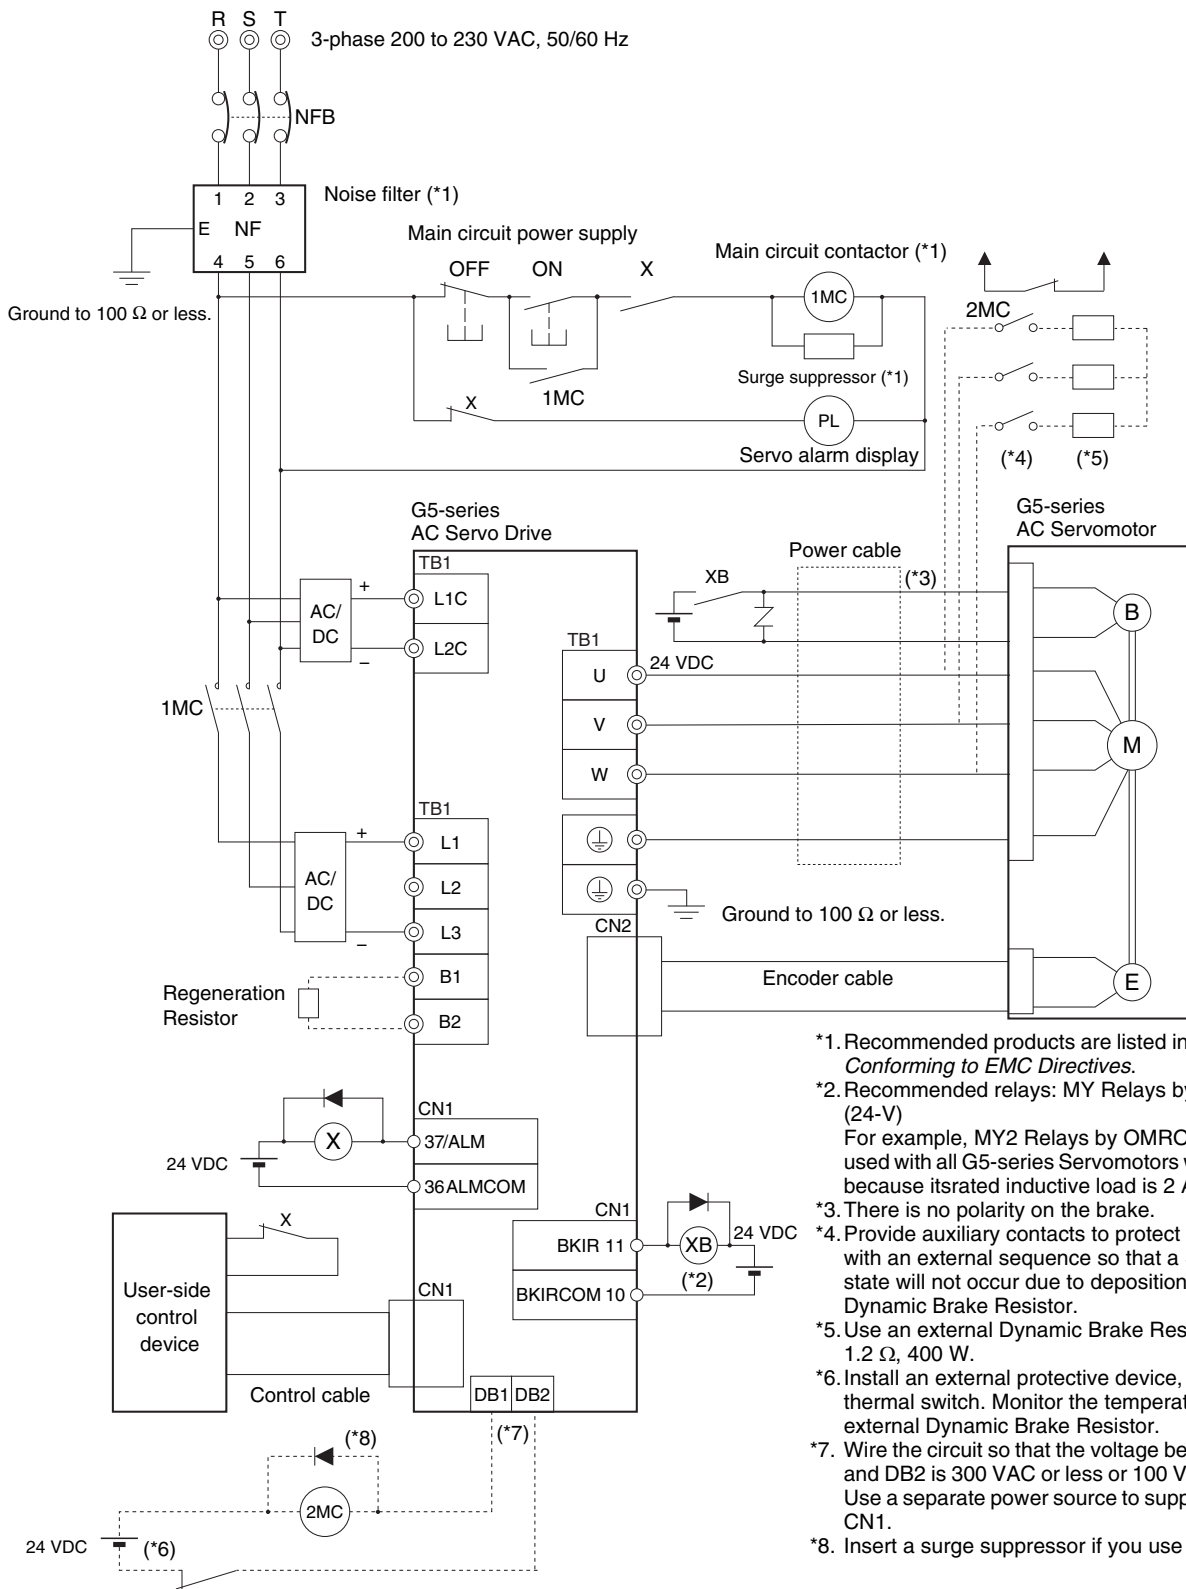 R S T
3-phase 200 to 230 VAC, 50/60 Hz
NFB
1 2 3
Noise filter (*1)
E NF
4 5 6
Ground to 100 Ω or less.
Main circuit power supply
OFF ON X
Main circuit contactor (*1)
1MC
Surge suppressor (*1)
1MC
X
PL
Servo alarm display
2MC
(*4) (*5)
G5-series
AC Servo Drive
G5-series
AC Servomotor
TB1
AC/
DC
+
−
L1C
L2C
Power cable
(*3)
XB
24 VDC
B
TB1
U
V
W
M
1MC
TB1
AC/
DC
+
−
L1
L2
L3
B1
B2
Ground to 100 Ω or less.
CN2
Encoder cable
E
Regeneration
Resistor
CN1
X
24 VDC
37/ALM
36ALMCOM
CN1
BKIR 11
BKIRCOM 10
XB
(*2)
24 VDC
X
User-side
control
device
CN1
Control cable
DB1 DB2
(*7)
(*8)
2MC
24 VDC
(*6)
*1. Recommended products are listed in
Conforming to EMC Directives.
*2. Recommended relays: MY Relays by
(24-V)
For example, MY2 Relays by OMRO
used with all G5-series Servomotors
because itsrated inductive load is 2
*3. There is no polarity on the brake.
*4. Provide auxiliary contacts to protect
with an external sequence so that a
state will not occur due to deposition
Dynamic Brake Resistor.
*5. Use an external Dynamic Brake Res
1.2 Ω, 400 W.
*6. Install an external protective device,
thermal switch. Monitor the temperat
external Dynamic Brake Resistor.
*7. Wire the circuit so that the voltage be
and DB2 is 300 VAC or less or 100 V
Use a separate power source to supp
CN1.
*8. Insert a surge suppressor if you use